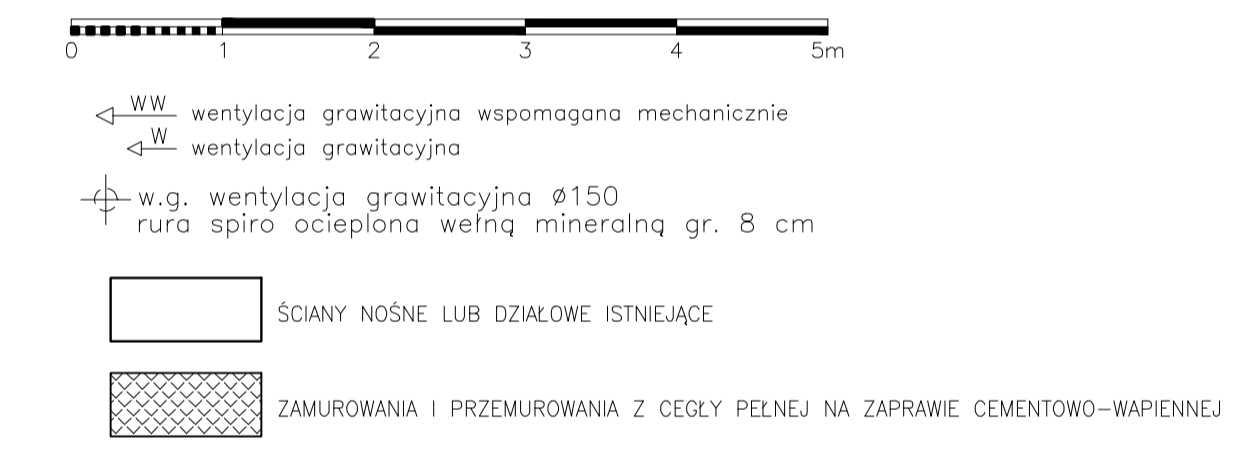 0 1 2 3 4 5m
WW wentylacja grawitacyjna wspomagana mechanicznie
W wentylacja grawitacyjna
w.g. wentylacja grawitacyjna ø150
rura spiro ocieplona wełną mineralną gr. 8 cm
ŚCIANY NOŚNE LUB DZIAŁOWE ISTNIEJĄCE
ZAMUROWANIA I PRZEMUROWANIA Z CEGŁY PEŁNEJ NA ZAPRAWIE CEMENTOWO-WAPIENNEJ